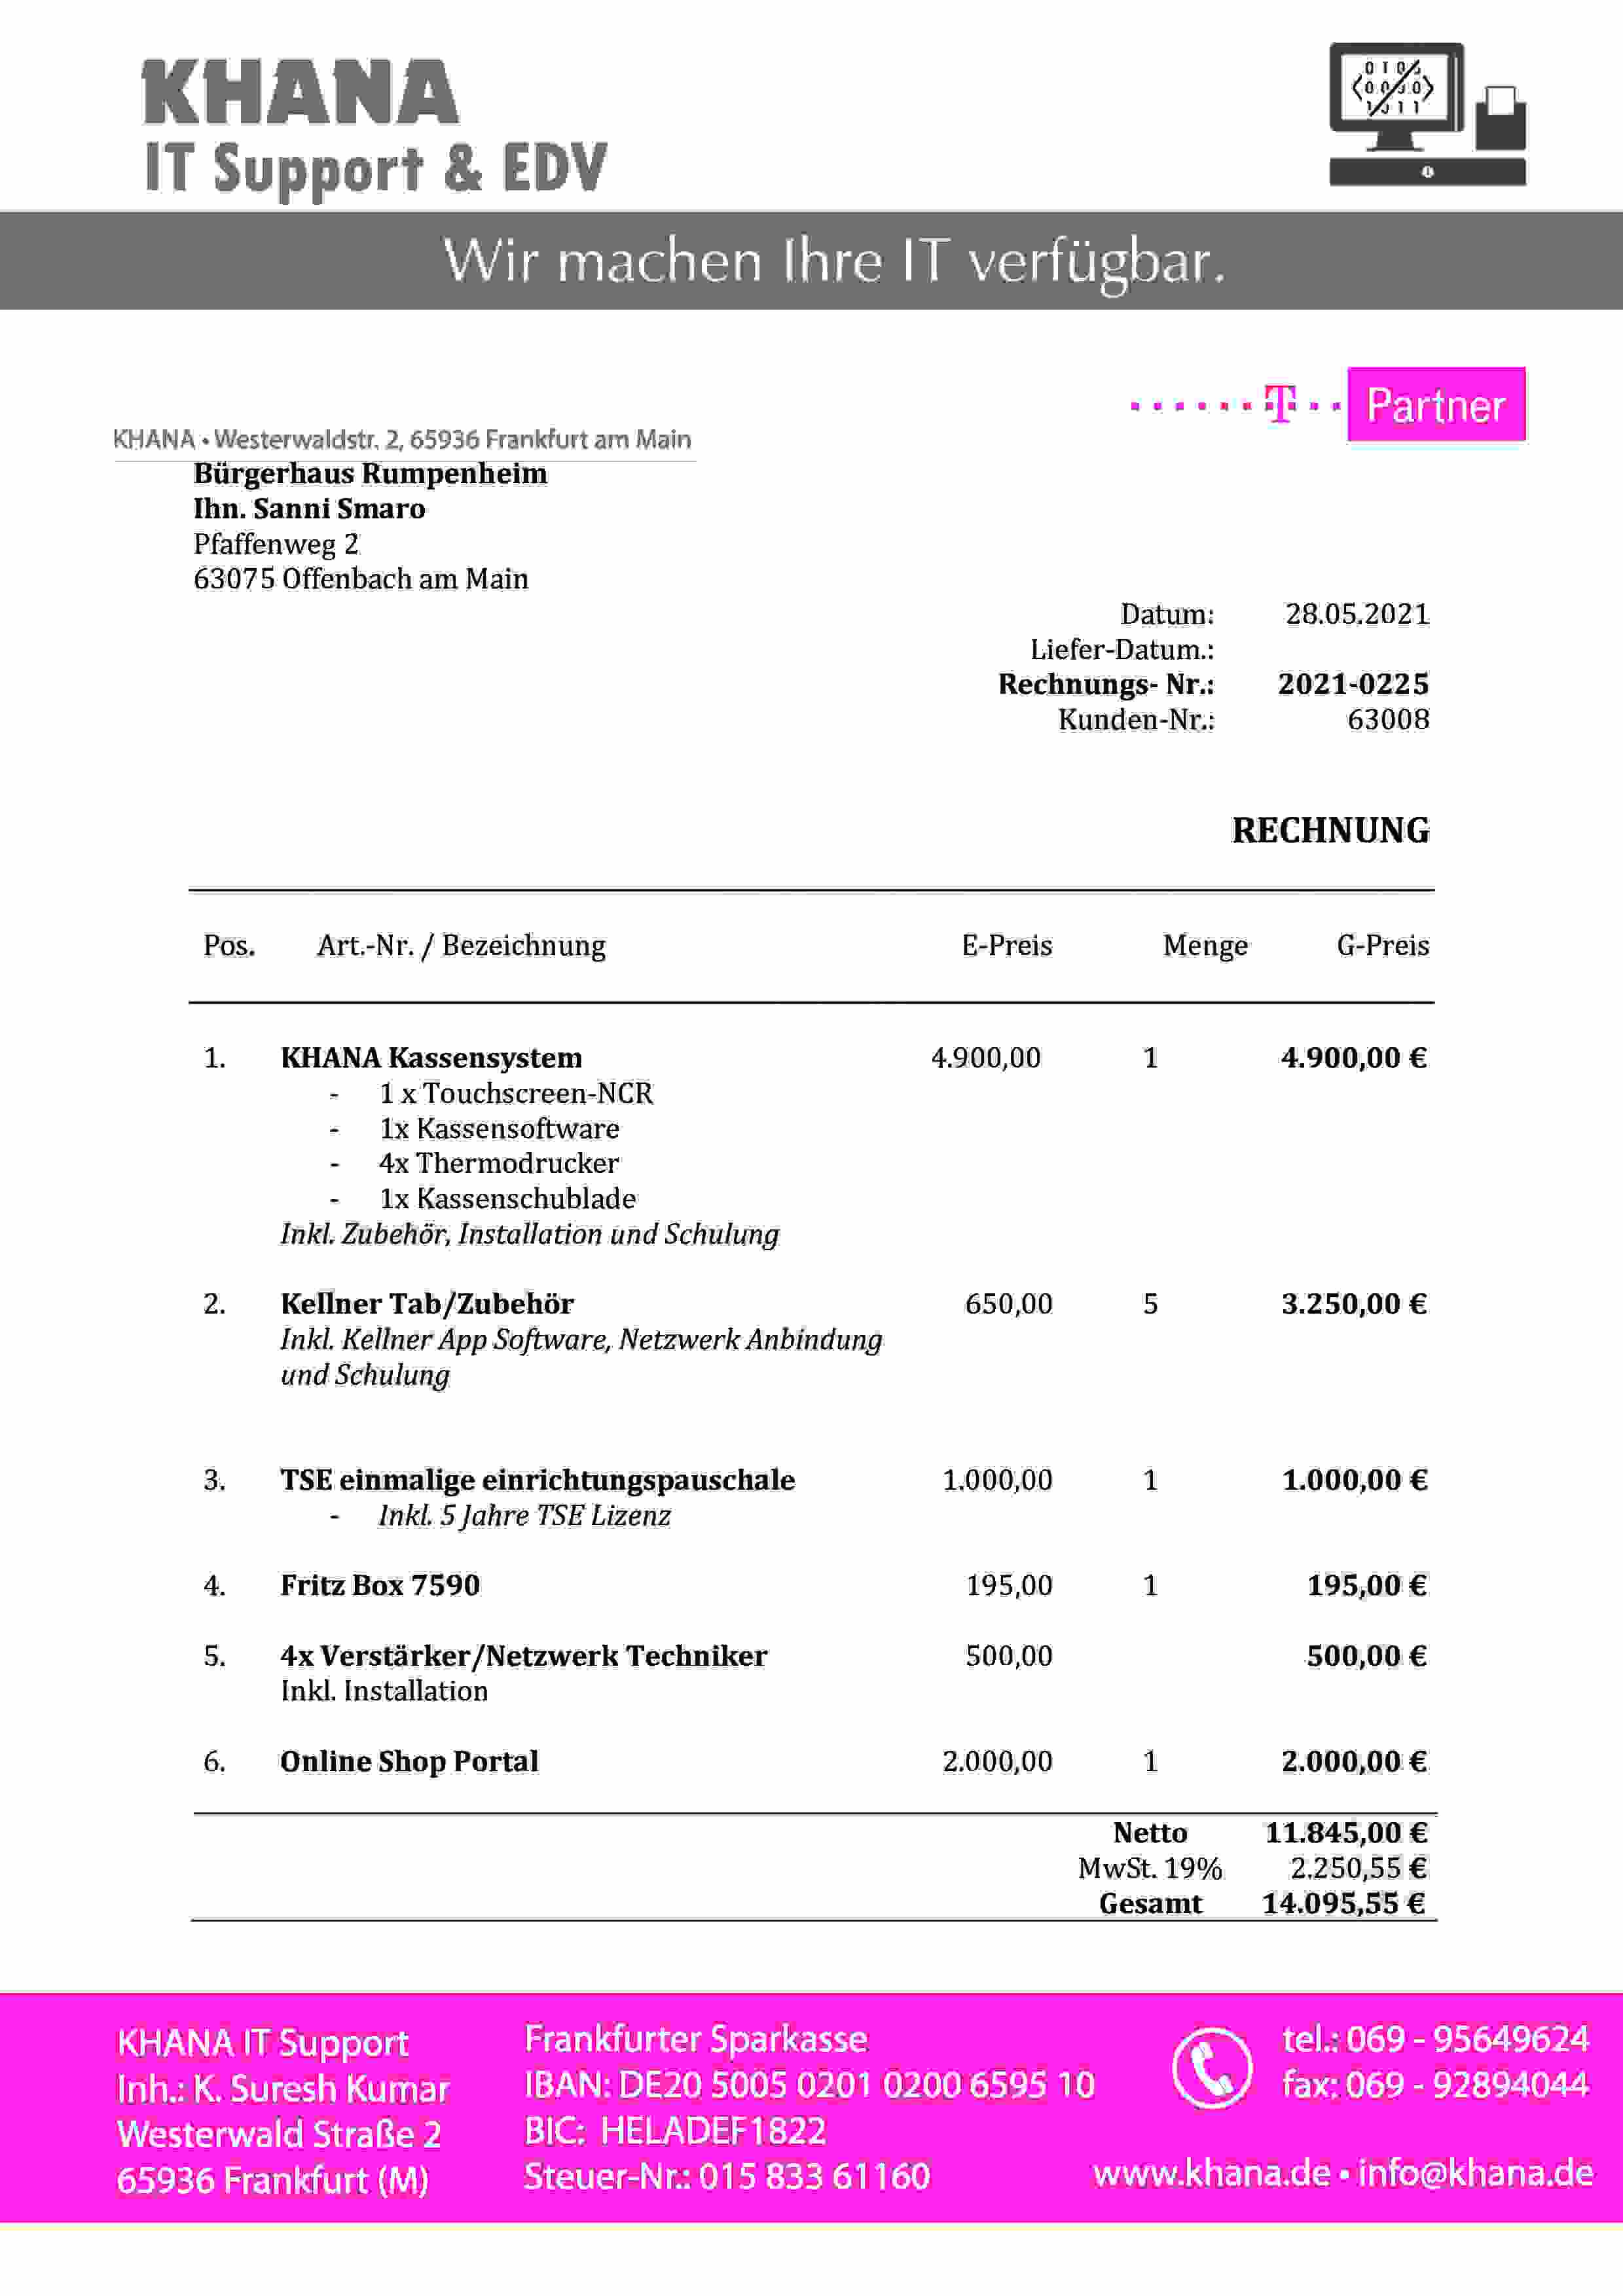 KHANA
IT Support & EDV
Wir machen Ihre IT verfügbar.
T Partner
KHANA • Westerwaldstr. 2, 65936 Frankfurt am Main
Bürgerhaus Rumpenheim
Ihn. Sanni Smaro
Pfaffenweg 2
63075 Offenbach am Main
Datum: 28.05.2021
Liefer-Datum.:
Rechnungs- Nr.: 2021-0225
Kunden-Nr.: 63008
RECHNUNG
Pos. Art.-Nr. / Bezeichnung E-Preis Menge G-Preis
1. KHANA Kassensystem 4.900,00 1 4.900,00 €
- 1 x Touchscreen-NCR
- 1x Kassensoftware
- 4x Thermodrucker
- 1x Kassenschublade
Inkl. Zubehör, Installation und Schulung
2. Kellner Tab/Zubehör 650,00 5 3.250,00 €
Inkl. Kellner App Software, Netzwerk Anbindung
und Schulung
3. TSE einmalige einrichtungspauschale 1.000,00 1 1.000,00 €
- Inkl. 5 Jahre TSE Lizenz
4. Fritz Box 7590 195,00 1 195,00 €
5. 4x Verstärker/Netzwerk Techniker 500,00 500,00 €
Inkl. Installation
6. Online Shop Portal 2.000,00 1 2.000,00 €
Netto 11.845,00 €
MwSt. 19% 2.250,55 €
Gesamt 14.095,55 €
KHANA IT Support
Inh.: K. Suresh Kumar
Westerwald Straße 2
65936 Frankfurt (M)
Frankfurter Sparkasse
IBAN: DE20 5005 0201 0200 6595 10
BIC: HELADEF1822
Steuer-Nr.: 015 833 61160
tel.: 069 - 95649624
fax: 069 - 92894044
www.khana.de • info@khana.de